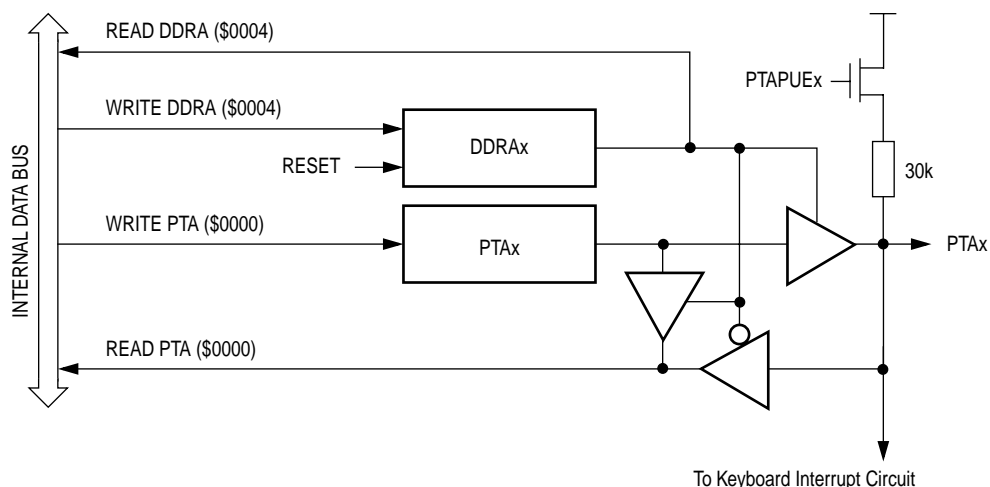 READ DDRA ($0004)
PTAPUEx
WRITE DDRA ($0004)
DDRAx
RESET
30k
INTERNAL DATA BUS
WRITE PTA ($0000)
PTAx
PTAx
READ PTA ($0000)
To Keyboard Interrupt Circuit